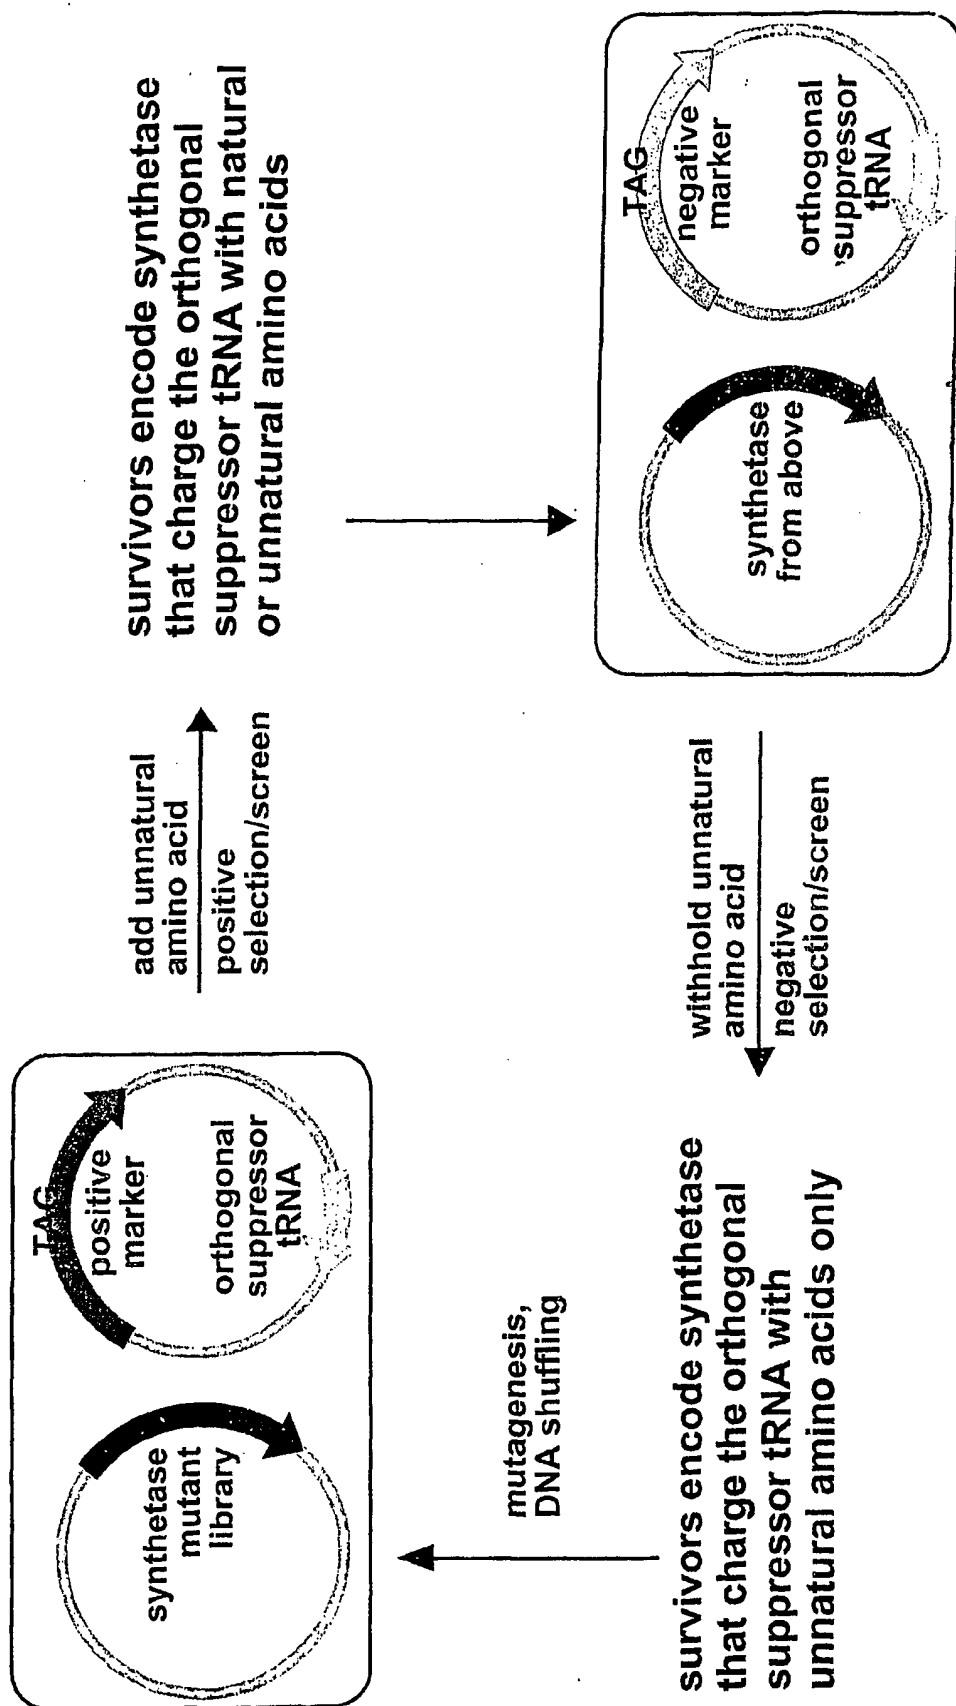 synthetase
mutant
library
TAG
positive
marker
orthogonal
suppressor
tRNA
add unnatural
amino acid
positive
selection/screen
survivors encode synthetase
that charge the orthogonal
suppressor tRNA with natural
or unnatural amino acids
synthetase
from above
TAG
negative
marker
orthogonal
suppressor
tRNA
withhold unnatural
amino acid
negative
selection/screen
survivors encode synthetase
that charge the orthogonal
suppressor tRNA with
unnatural amino acids only
mutagenesis,
DNA shuffling